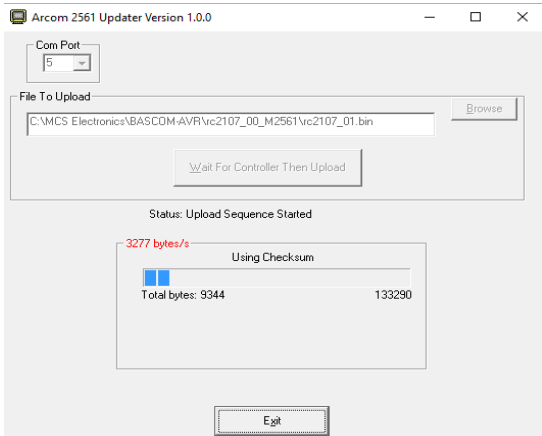 Arcom 2561 Updater Version 1.0.0
Com Port
5
File To Upload
C:\MCS Electronics\BASCOM-AVR\rc2107_00_M2561\rc2107_01.bin
Browse
Wait For Controller Then Upload
Status: Upload Sequence Started
3277 bytes/s
Using Checksum
Total bytes: 9344 133290
Exit